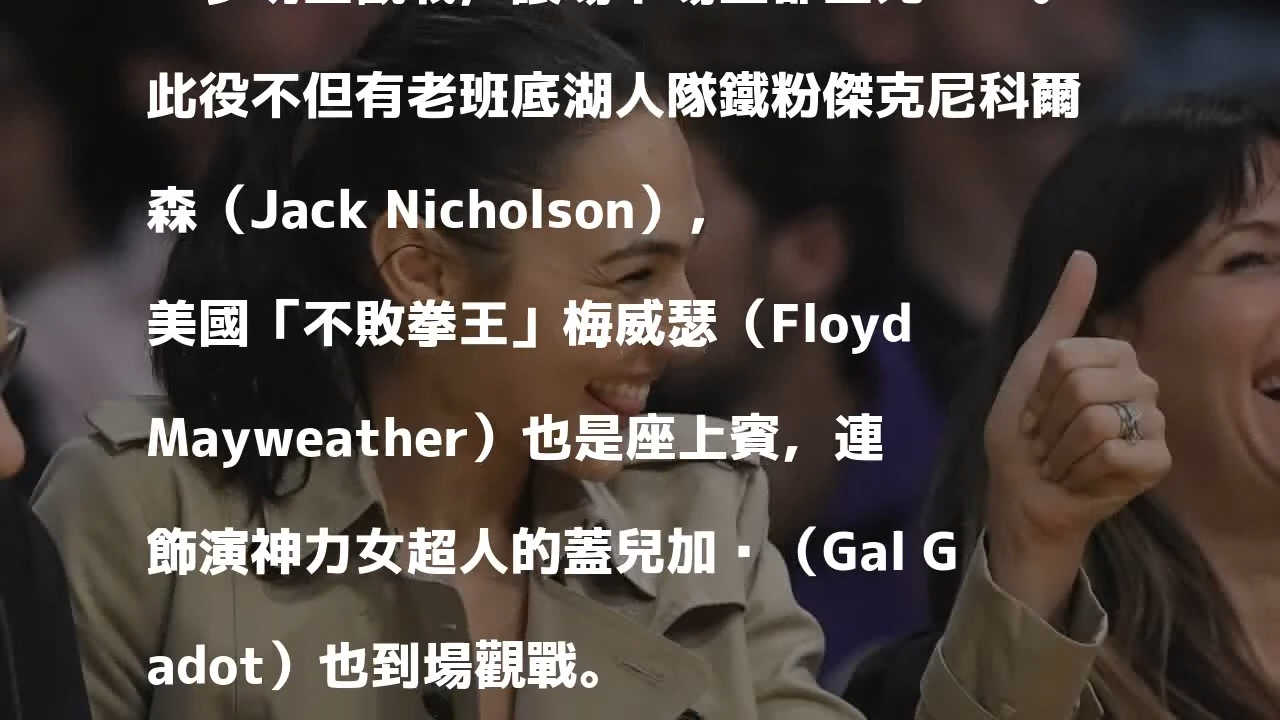 此役不但有老班底湖人隊鐵粉傑克尼科爾
森（Jack Nicholson），
美國「不敗拳王」梅威瑟（Floyd
Mayweather）也是座上賓，連
飾演神力女超人的蓋兒加·（Gal G
adot）也到場觀戰。